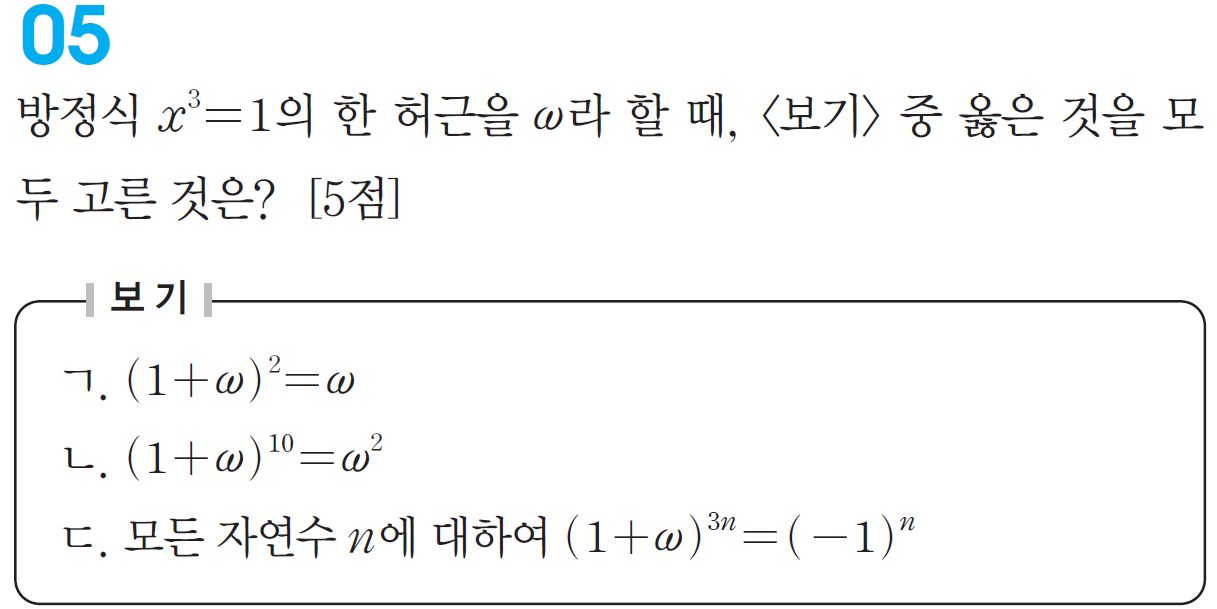 05
방정식 x³=1의 한 허근을 ω라 할 때, 〈보기〉 중 옳은 것을 모
두 고른 것은? [5점]
보기
ㄱ. (1+ω)²=ω
ㄴ. (1+ω)¹⁰=ω²
ㄷ. 모든 자연수 n에 대하여 (1+ω)³ⁿ=(−1)ⁿ